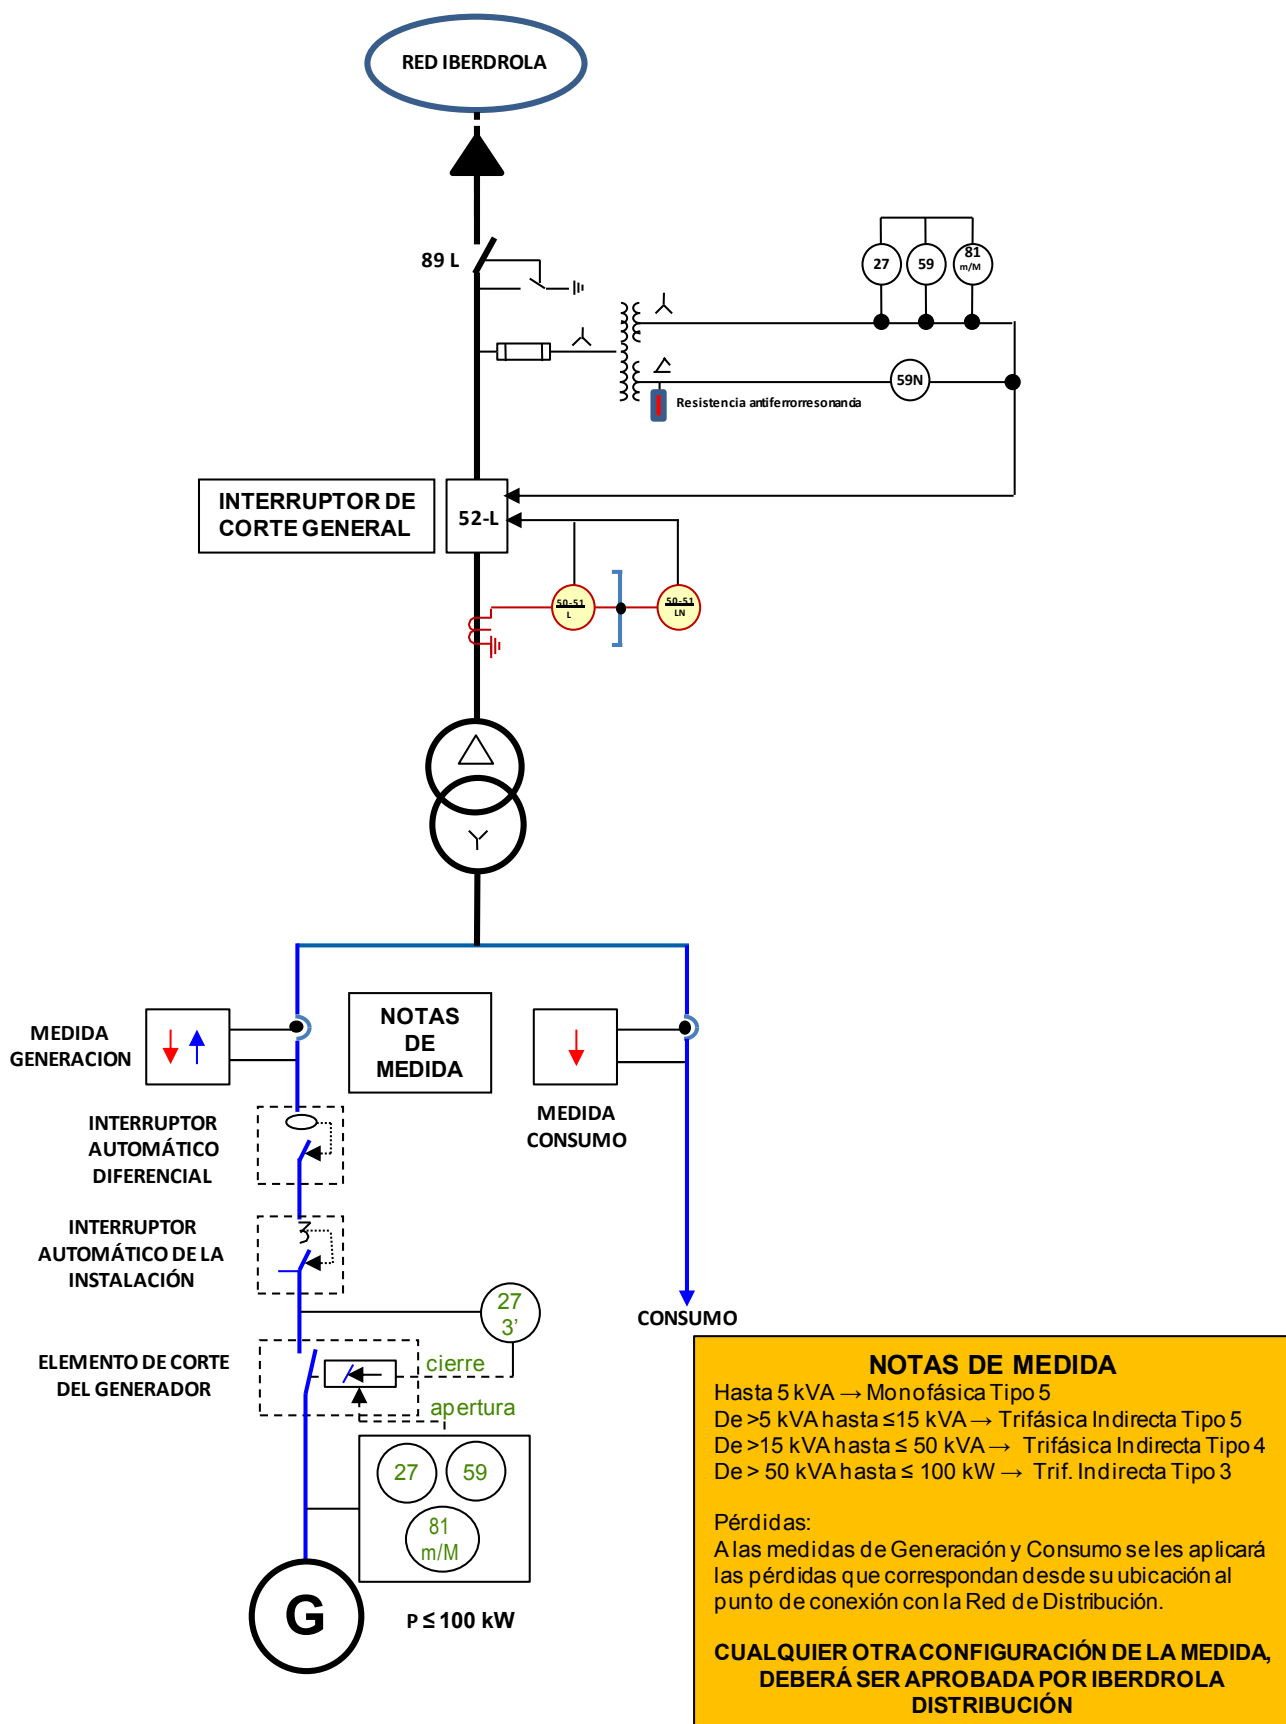 RED IBERDROLA
89 L
27
59
81
m/M
59N
Resistencia antiferrorresonancia
INTERRUPTOR DE
CORTE GENERAL
52-L
50-51
L
50-51
LN
MEDIDA
GENERACION
NOTAS
DE
MEDIDA
MEDIDA
CONSUMO
INTERRUPTOR
AUTOMÁTICO
DIFERENCIAL
INTERRUPTOR
AUTOMÁTICO DE LA
INSTALACIÓN
27
3’
CONSUMO
ELEMENTO DE CORTE
DEL GENERADOR
cierre
apertura
27
59
81
m/M
G
P ≤ 100 kW
NOTAS DE MEDIDA
Hasta 5 kVA → Monofásica Tipo 5
De >5 kVA hasta ≤15 kVA → Trifásica Indirecta Tipo 5
De >15 kVA hasta ≤ 50 kVA → Trifásica Indirecta Tipo 4
De > 50 kVA hasta ≤ 100 kW → Trif. Indirecta Tipo 3
Pérdidas:
A las medidas de Generación y Consumo se les aplicará
las pérdidas que correspondan desde su ubicación al
punto de conexión con la Red de Distribución.
CUALQUIER OTRA CONFIGURACIÓN DE LA MEDIDA,
DEBERÁ SER APROBADA POR IBERDROLA
DISTRIBUCIÓN